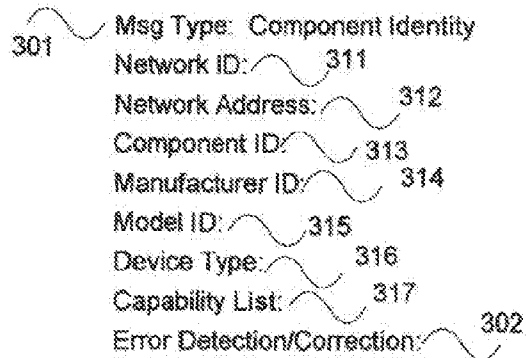 301 Msg Type: Component Identity
Network ID: 311
Network Address: 312
Component ID: 313
Manufacturer ID: 314
Model ID: 315
Device Type: 316
Capability List: 317
Error Detection/Correction: 302